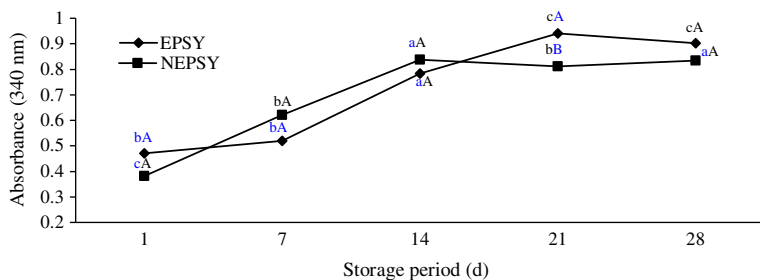 Absorbance (340 nm)
1
0.9
0.8
0.7
0.6
0.5
0.4
0.3
0.2
EPSY
NEPSY
bA
cA
bA
bA
aA
aA
cA
bB
cA
aA
1 7 14 21 28
Storage period (d)